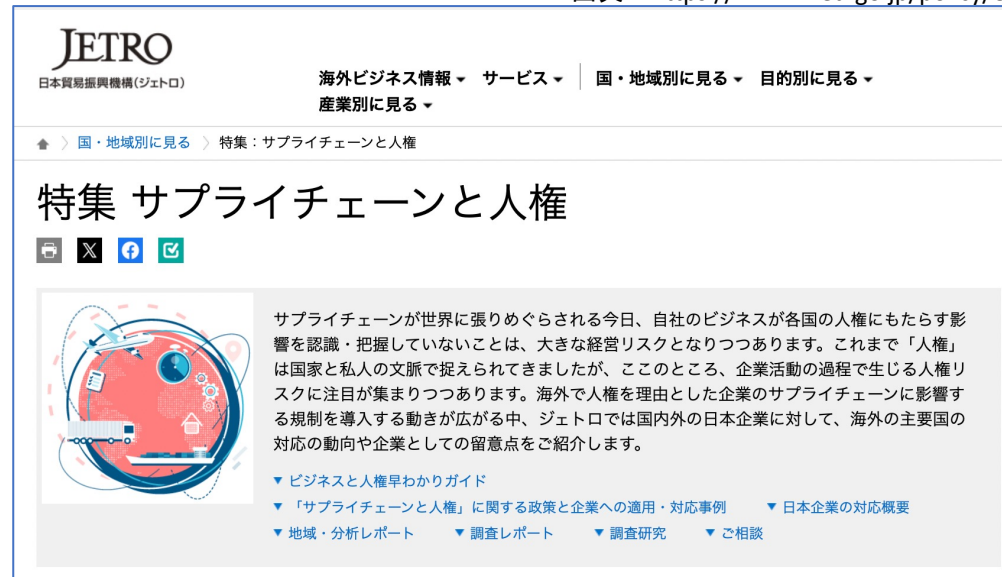 JETRO
日本貿易振興機構(ジェトロ)
海外ビジネス情報 サービス 国・地域別に見る 目的別に見る
産業別に見る
国・地域別に見る 特集：サプライチェーンと人権
特集 サプライチェーンと人権
サプライチェーンが世界に張りめぐらされる今日、自社のビジネスが各国の人権にもたらす影
響を認識・把握していないことは、大きな経営リスクとなりつつあります。これまで「人権」
は国家と私人の文脈で捉えられてきましたが、ここのところ、企業活動の過程で生じる人権リ
スクに注目が集まりつつあります。海外で人権を理由とした企業のサプライチェーンに影響す
る規制を導入する動きが広がる中、ジェトロでは国内外の日本企業に対して、海外の主要国の
対応の動向や企業としての留意点をご紹介します。
ビジネスと人権早わかりガイド
「サプライチェーンと人権」に関する政策と企業への適用・対応事例 日本企業の対応概要
地域・分析レポート 調査レポート 調査研究 ご相談